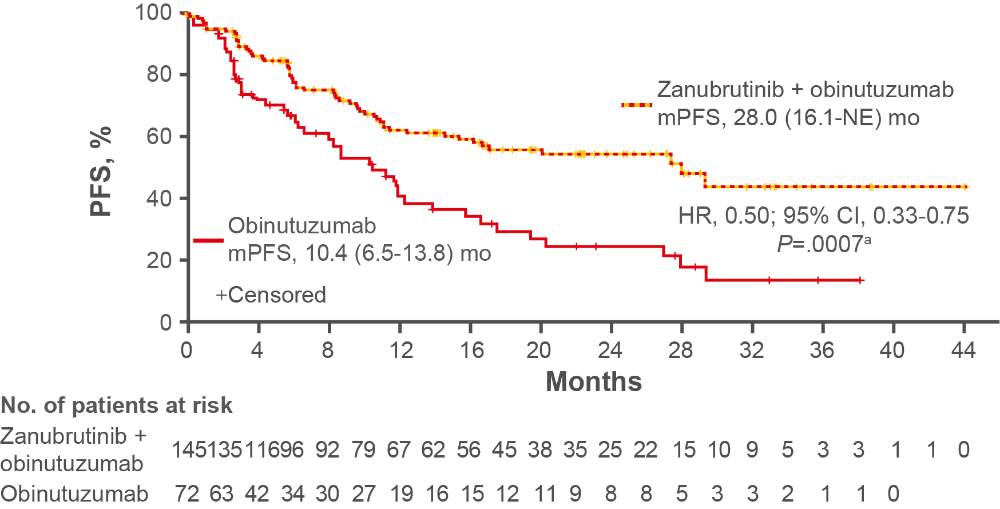 100
80
60
40
20
0
PFS, %
Zanubrutinib + obinutuzumab
mPFS, 28.0 (16.1-NE) mo
HR, 0.50; 95% CI, 0.33-0.75
P=.0007ᵃ
Obinutuzumab
mPFS, 10.4 (6.5-13.8) mo
+Censored
0 4 8 12 16 20 24 28 32 36 40 44
Months
No. of patients at risk
Zanubrutinib +
obinutuzumab
145 135 116 96 92 79 67 62 56 45 38 35 25 22 15 10 9 5 3 3 1 1 0
Obinutuzumab 72 63 42 34 30 27 19 16 15 12 11 9 8 8 5 3 3 2 1 1 0